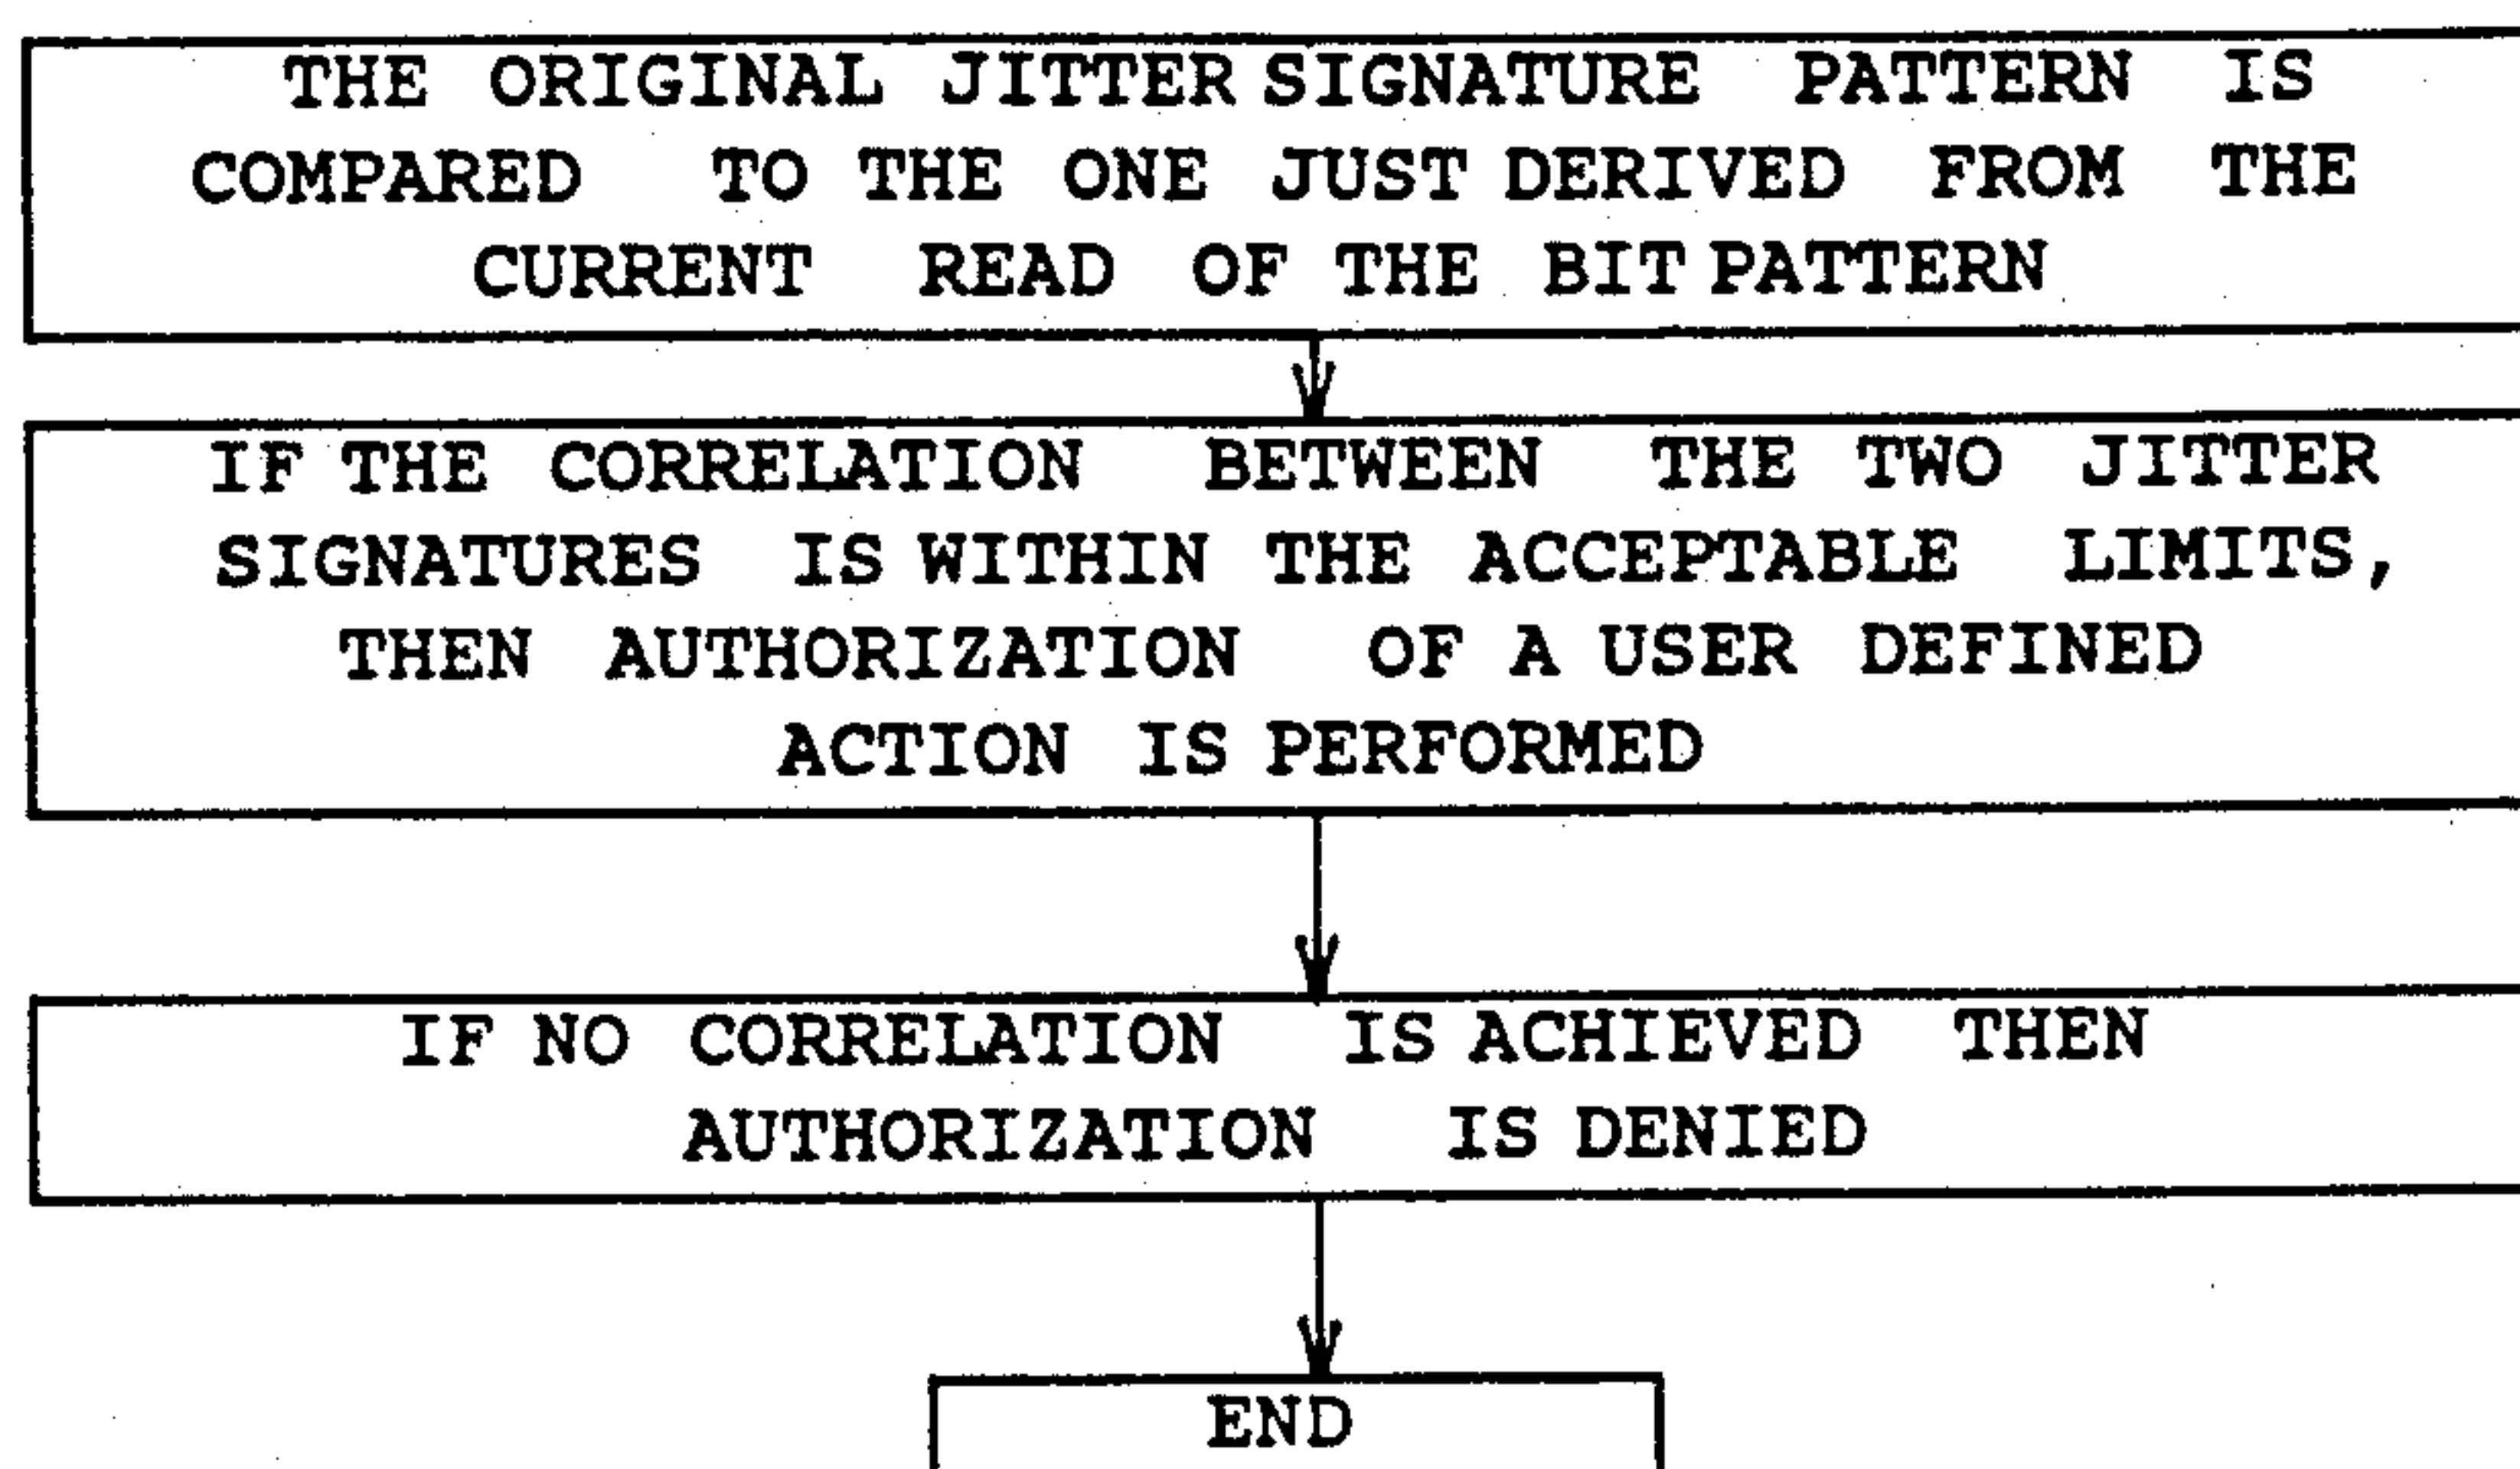 THE ORIGINAL JITTER SIGNATURE PATTERN IS
COMPARED TO THE ONE JUST DERIVED FROM THE
CURRENT READ OF THE BIT PATTERN
IF THE CORRELATION BETWEEN THE TWO JITTER
SIGNATURES IS WITHIN THE ACCEPTABLE LIMITS,
THEN AUTHORIZATION OF A USER DEFINED
ACTION IS PERFORMED
IF NO CORRELATION IS ACHIEVED THEN
AUTHORIZATION IS DENIED
END